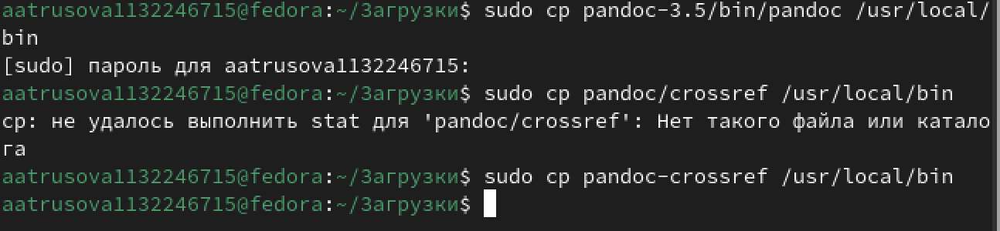 aatrusova1132246715@fedora:~/Загрузки$ sudo cp pandoc-3.5/bin/pandoc /usr/local/
bin
[sudo] пароль для aatrusova1132246715:
aatrusova1132246715@fedora:~/Загрузки$ sudo cp pandoc/crossref /usr/local/bin
cp: не удалось выполнить stat для 'pandoc/crossref': Нет такого файла или катало
га
aatrusova1132246715@fedora:~/Загрузки$ sudo cp pandoc-crossref /usr/local/bin
aatrusova1132246715@fedora:~/Загрузки$